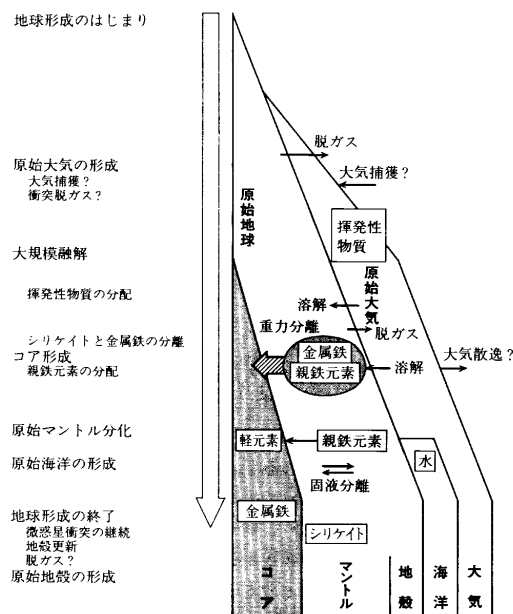 地球形成のはじまり
原始大気の形成
大気捕獲？
衝突脱ガス？
大規模融解
揮発性物質の分配
シリケイトと金属鉄の分離
コア形成
親鉄元素の分配
原始マントル分化
原始海洋の形成
地球形成の終了
微惑星衝突の継続
地殻更新
脱ガス？
原始地殻の形成
脱ガス
大気捕獲？
原始地球
揮発性
物質
原始大気
溶解
脱ガス
重力分離
金属鉄
親鉄元素
溶解
大気散逸？
軽元素
親鉄元素
水
固液分離
金属鉄
シリケイト
コア
マントル
地殻
海洋
大気